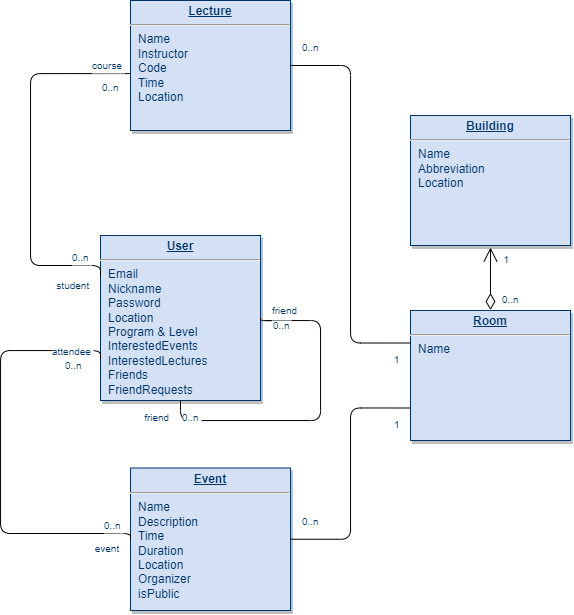 Lecture
Name
Instructor
Code
Time
Location
course
0..n
0..n
Building
Name
Abbreviation
Location
1
0..n
User
Email
Nickname
Password
Location
Program & Level
InterestedEvents
InterestedLectures
Friends
FriendRequests
0..n
student
attendee
0..n
friend
0..n
friend
0..n
Room
Name
1
1
Event
Name
Description
Time
Duration
Location
Organizer
isPublic
0..n
event
0..n